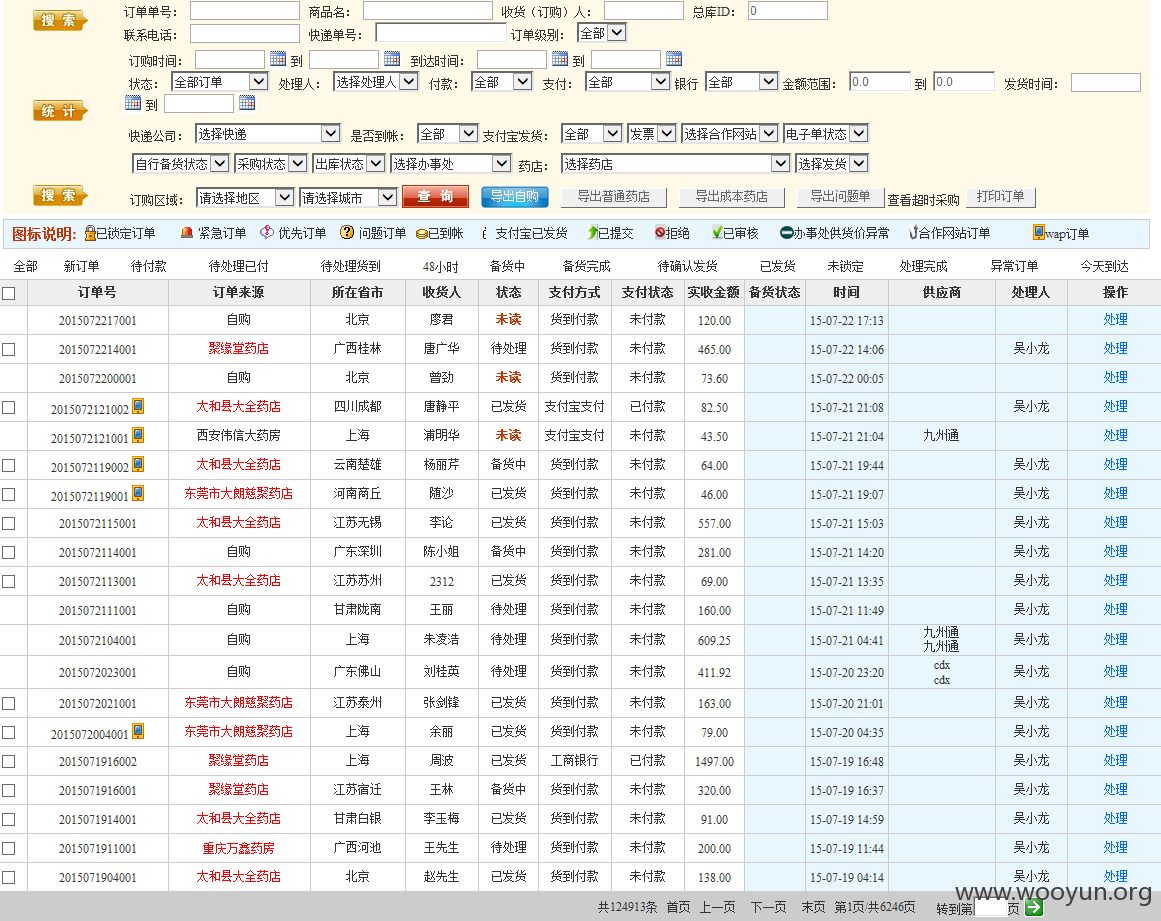 搜 索 订单单号： 商品名： 收货（订购）人： 总库ID： 0
联系电话： 快递单号： 订单级别： 全部
订购时间： 到 到达时间： 到
状态： 全部订单 处理人： 选择处理人 付款： 全部 支付： 全部 银行 全部 金额范围： 0.0 到 0.0 发货时间：
统 计 到
快递公司： 选择快递 是否到帐： 全部 支付宝发货： 全部 发票 选择合作网站 电子单状态
自行备货状态 采购状态 出库状态 选择办事处 药店： 选择药店 选择发货
搜 索 订购区域： 请选择地区 请选择城市 查 询 导出自购 导出普通药店 导出成本药店 导出问题单 查看超时采购 打印订单
图标说明: 已锁定订单 紧急订单 优先订单 问题订单 已到帐 支付宝已发货 已提交 拒绝 已审核 办事处供货价异常 合作网站订单 wap订单
全部 新订单 待付款 待处理已付 待处理货到 48小时 备货中 备货完成 待确认发货 已发货 未锁定 处理完成 异常订单 今天到达
订单号 订单来源 所在省市 收货人 状态 支付方式 支付状态 实收金额 备货状态 时间 供应商 处理人 操作
2015072217001 自购 北京 廖君 未读 货到付款 未付款 120.00 15-07-22 17:13 处理
2015072214001 聚缘堂药店 广西桂林 唐广华 待处理 货到付款 未付款 465.00 15-07-22 14:06 吴小龙 处理
2015072200001 自购 北京 曾劲 未读 货到付款 未付款 73.60 15-07-22 00:05 处理
2015072121002 太和县大全药店 四川成都 唐静平 已发货 支付宝支付 已付款 82.50 15-07-21 21:08 吴小龙 处理
2015072121001 西安伟信大药房 上海 浦明华 未读 支付宝支付 未付款 43.50 15-07-21 21:04 九州通 处理
2015072119002 太和县大全药店 云南楚雄 杨丽芹 备货中 货到付款 未付款 64.00 15-07-21 19:44 吴小龙 处理
2015072119001 东莞市大朗慈聚药店 河南商丘 随沙 已发货 货到付款 未付款 46.00 15-07-21 19:07 吴小龙 处理
2015072115001 太和县大全药店 江苏无锡 李论 已发货 货到付款 未付款 557.00 15-07-21 15:03 吴小龙 处理
2015072114001 自购 广东深圳 陈小姐 备货中 货到付款 未付款 281.00 15-07-21 14:20 吴小龙 处理
2015072113001 太和县大全药店 江苏苏州 2312 已发货 货到付款 未付款 69.00 15-07-21 13:35 吴小龙 处理
2015072111001 自购 甘肃陇南 王丽 待处理 货到付款 未付款 160.00 15-07-21 11:49 吴小龙 处理
2015072104001 自购 上海 朱凌浩 待处理 货到付款 未付款 609.25 15-07-21 04:41 九州通 九州通 吴小龙 处理
2015072023001 自购 广东佛山 刘桂英 待处理 货到付款 未付款 411.92 15-07-20 23:20 cdx cdx 吴小龙 处理
2015072021001 东莞市大朗慈聚药店 江苏泰州 张剑锋 已发货 货到付款 未付款 163.00 15-07-20 21:01 吴小龙 处理
2015072004001 东莞市大朗慈聚药店 上海 余丽 已发货 货到付款 未付款 79.00 15-07-20 04:35 吴小龙 处理
2015071916002 聚缘堂药店 上海 周波 已发货 工商银行 已付款 1497.00 15-07-19 16:48 吴小龙 处理
2015071916001 聚缘堂药店 江苏宿迁 王林 备货中 货到付款 未付款 320.00 15-07-19 16:37 吴小龙 处理
2015071914001 太和县大全药店 甘肃白银 李玉梅 已发货 货到付款 未付款 91.00 15-07-19 14:59 吴小龙 处理
2015071911001 重庆万鑫药房 广西河池 王先生 待处理 货到付款 未付款 200.00 15-07-19 11:44 吴小龙 处理
2015071904001 太和县大全药店 北京 赵先生 已发货 货到付款 未付款 138.00 15-07-19 04:14 吴小龙 处理
www.wooyun.org
共124913条 首页 上一页 下一页 末页 第1页/共6246页 转到第 页